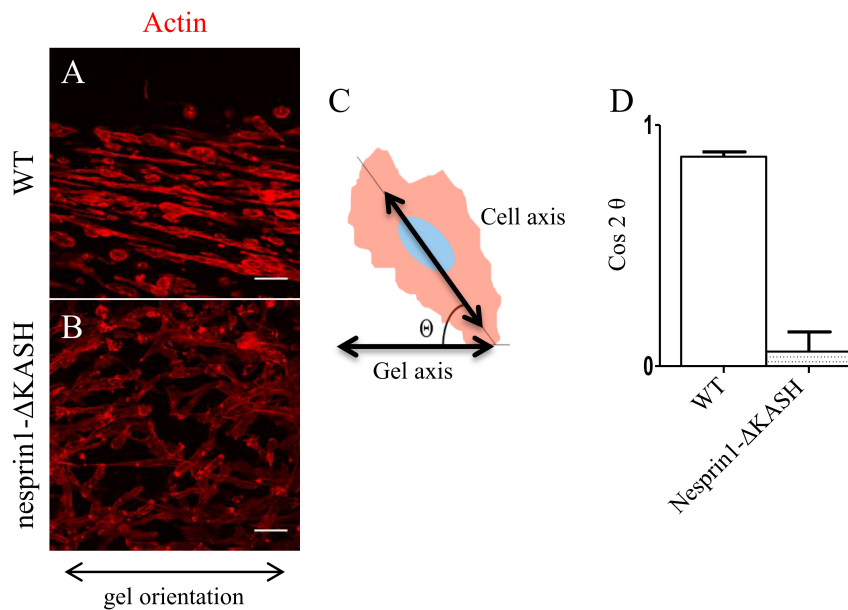 Actin
A
WT
B
nesprin1-ΔKASH
gel orientation
C
Cell axis
Θ
Gel axis
D
1
Cos 2 θ
0
WT
Nesprin1-ΔKASH